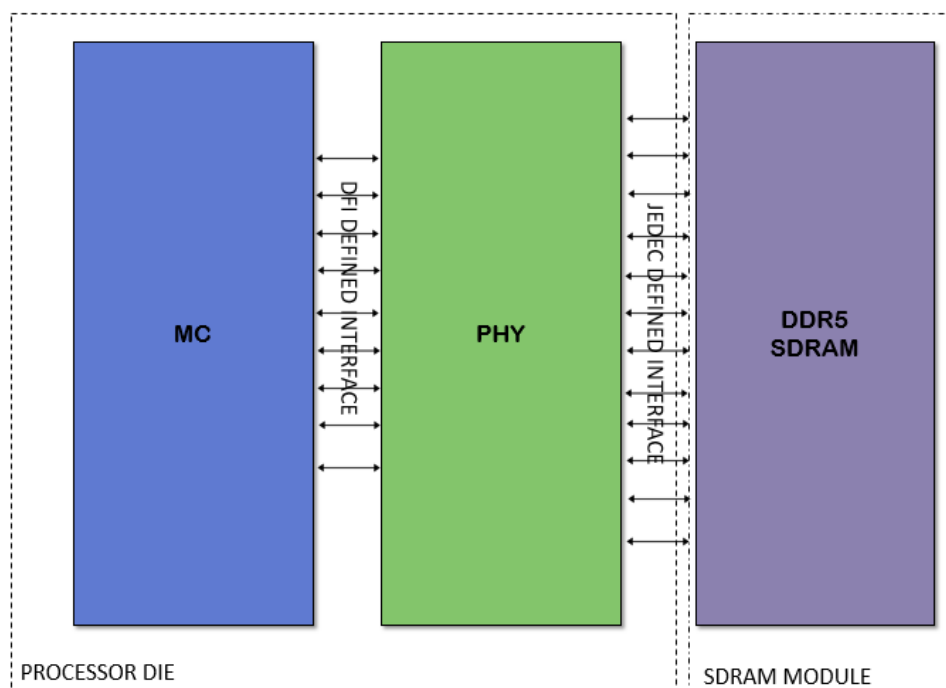 MC
DFI DEFINED INTERFACE
PHY
JEDEC DEFINED INTERFACE
DDR5
SDRAM
PROCESSOR DIE
SDRAM MODULE